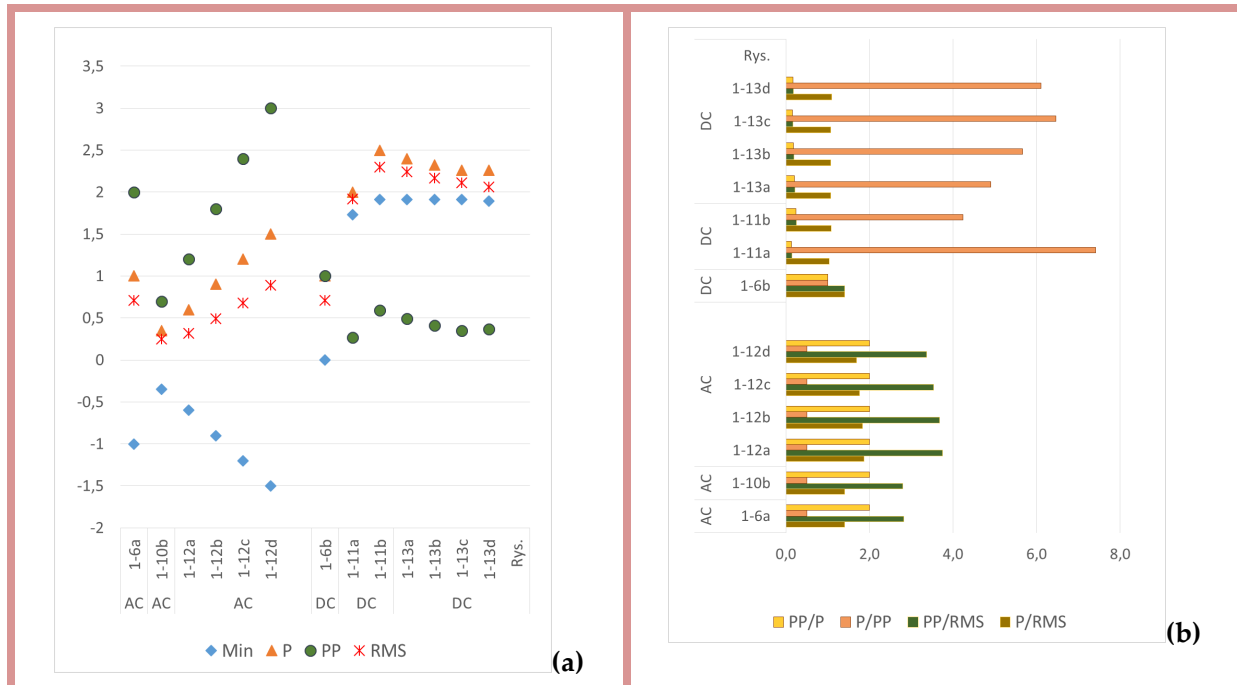 3,5
3
2,5
2
1,5
1
0,5
0
-0,5
-1
-1,5
-2
1-6a 1-10b 1-12a 1-12b 1-12c 1-12d 1-6b 1-11a 1-11b 1-13a 1-13b 1-13c 1-13d Rys.
AC AC AC DC DC DC
Min P PP RMS
(a)
Rys.
1-13d
DC 1-13c
1-13b
1-13a
DC 1-11b
1-11a
DC 1-6b
1-12d
AC 1-12c
1-12b
1-12a
AC 1-10b
AC 1-6a
0,0 2,0 4,0 6,0 8,0
PP/P P/PP PP/RMS P/RMS
(b)